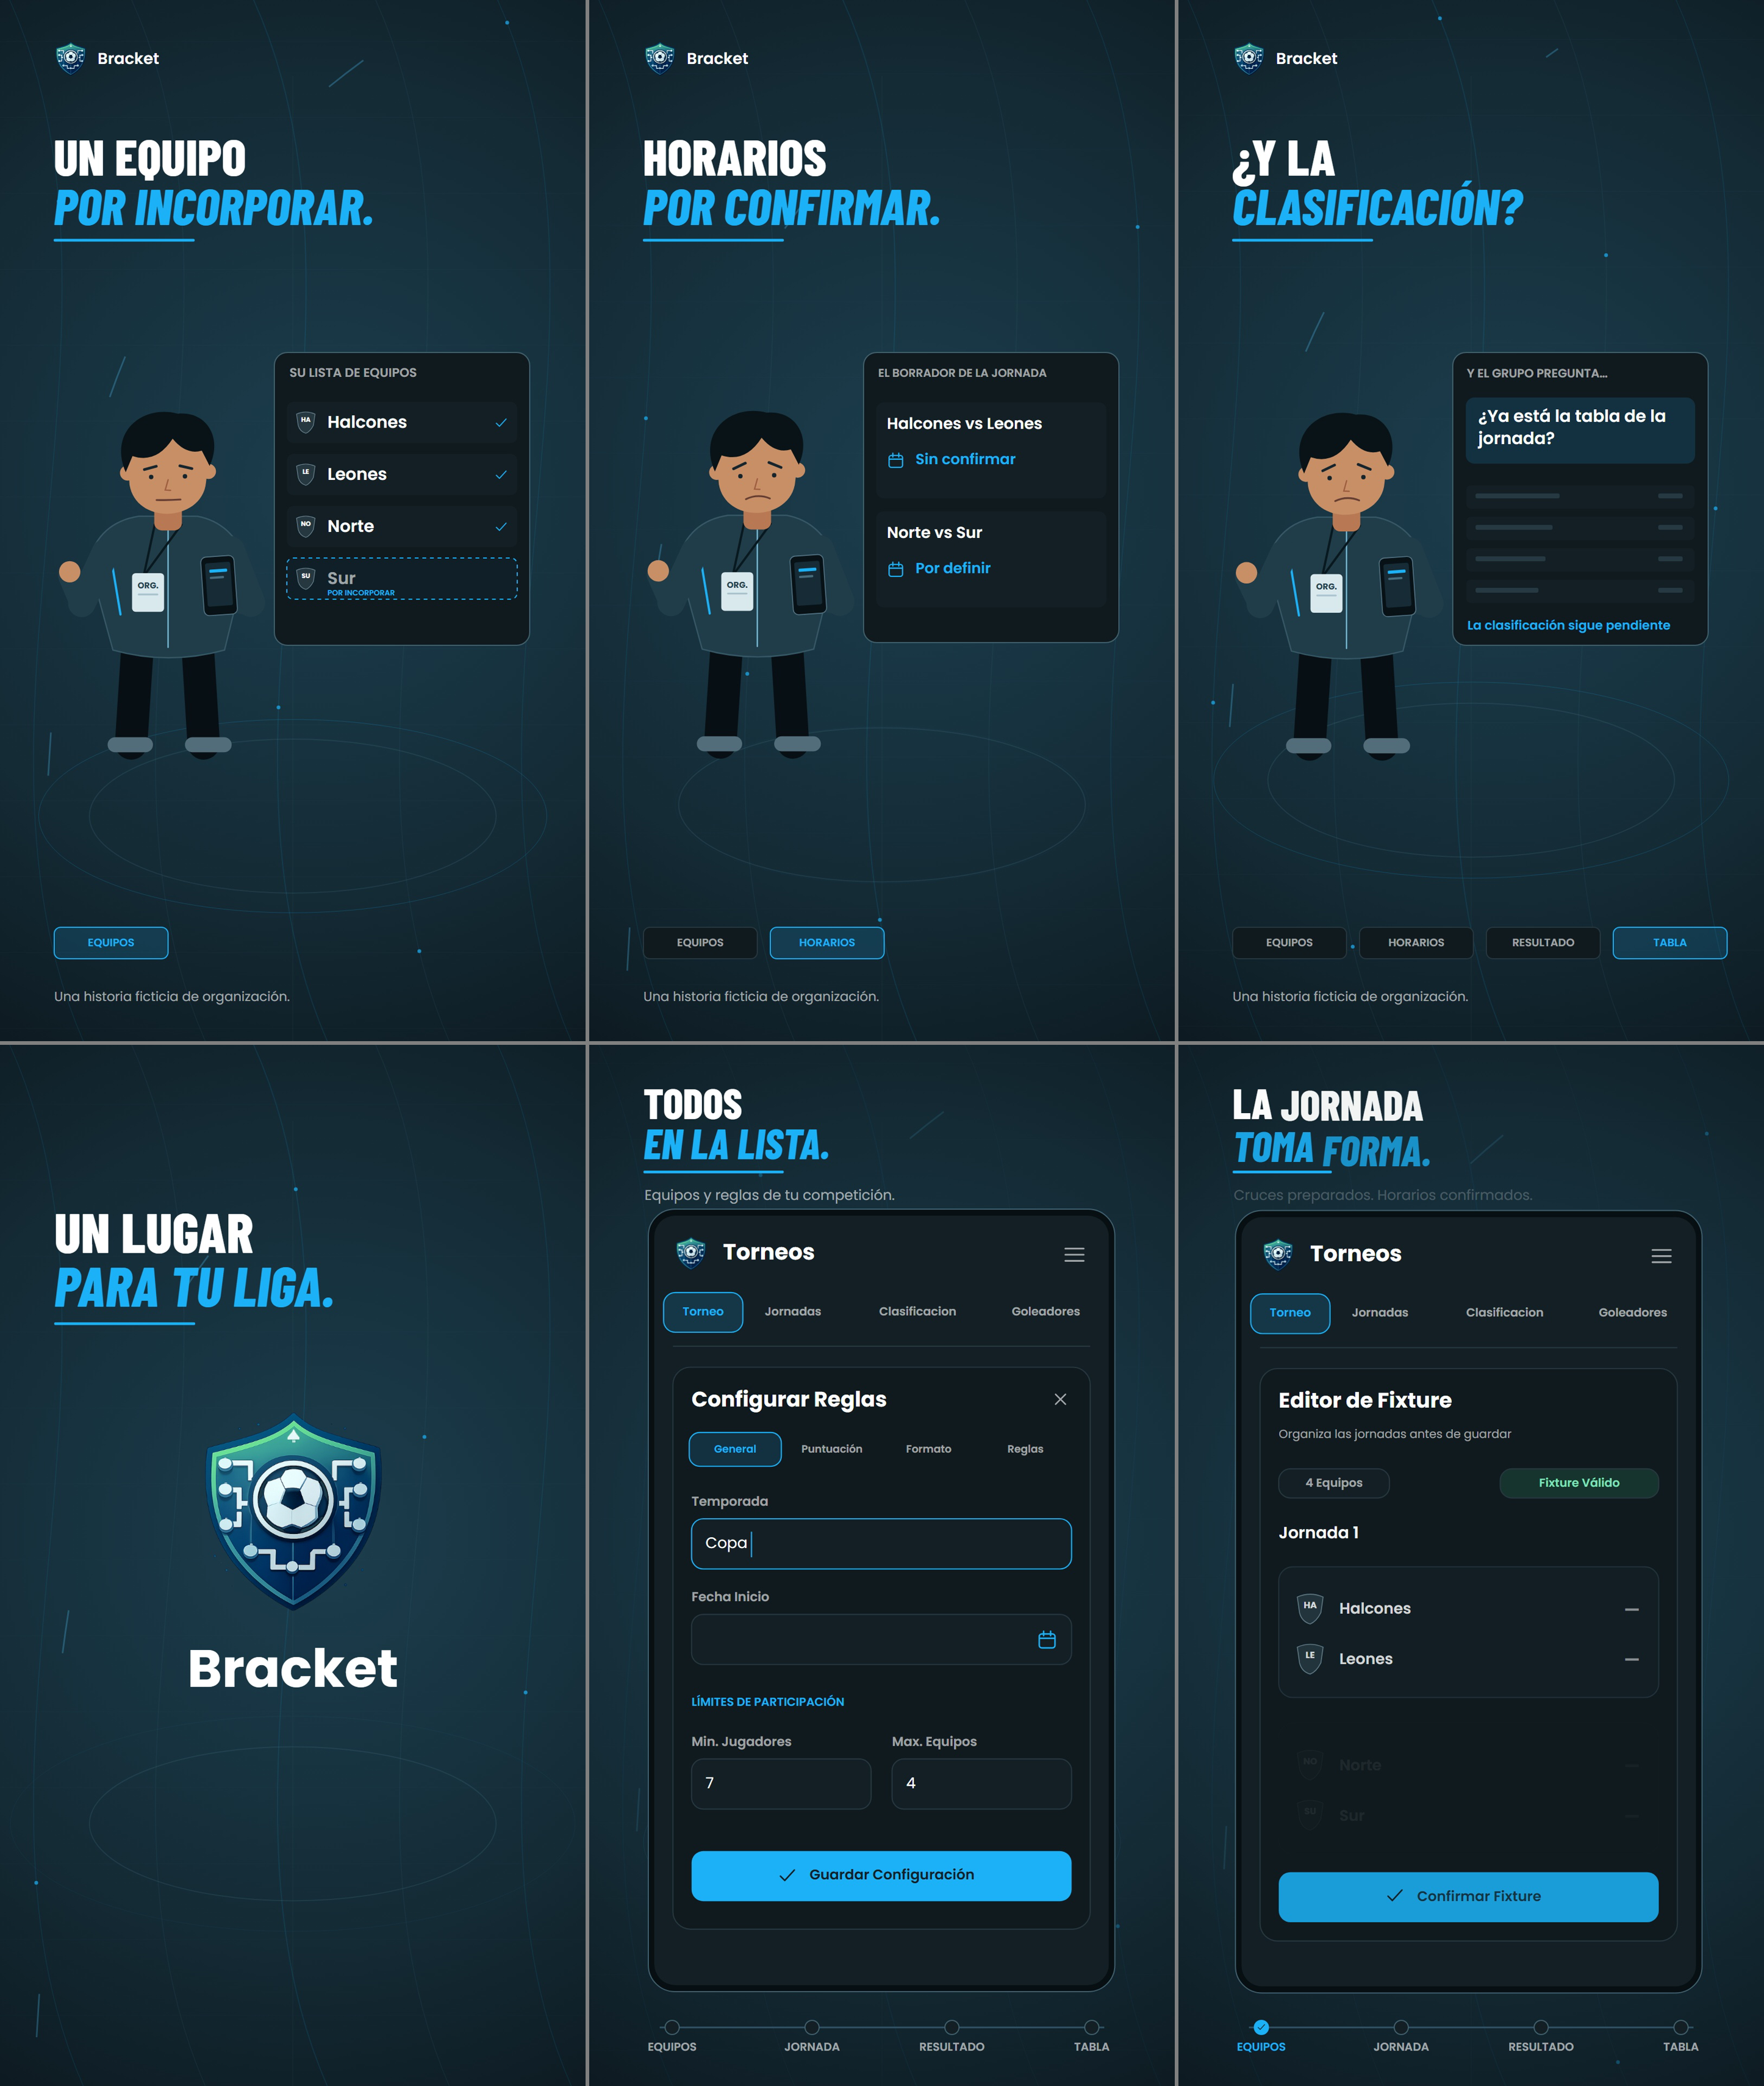 Bracket
UN EQUIPO
POR INCORPORAR.
SU LISTA DE EQUIPOS
HA Halcones
LE Leones
NO Norte
SU Sur
POR INCORPORAR
ORG.
EQUIPOS
Una historia ficticia de organización.
Bracket
HORARIOS
POR CONFIRMAR.
EL BORRADOR DE LA JORNADA
Halcones vs Leones
Sin confirmar
Norte vs Sur
Por definir
ORG.
EQUIPOS HORARIOS
Una historia ficticia de organización.
Bracket
¿Y LA
CLASIFICACIÓN?
Y EL GRUPO PREGUNTA...
¿Ya está la tabla de la
jornada?
La clasificación sigue pendiente
ORG.
EQUIPOS HORARIOS RESULTADO TABLA
Una historia ficticia de organización.
UN LUGAR
PARA TU LIGA.
Bracket
TODOS
EN LA LISTA.
Equipos y reglas de tu competición.
Torneos
Torneo Jornadas Clasificacion Goleadores
Configurar Reglas
General Puntuación Formato Reglas
Temporada
Copa
Fecha Inicio
LÍMITES DE PARTICIPACIÓN
Min. Jugadores Max. Equipos
7 4
Guardar Configuración
EQUIPOS JORNADA RESULTADO TABLA
LA JORNADA
TOMA FORMA.
Cruces preparados. Horarios confirmados.
Torneos
Torneo Jornadas Clasificacion Goleadores
Editor de Fixture
Organiza las jornadas antes de guardar
4 Equipos Fixture Válido
Jornada 1
HA Halcones
LE Leones
NO Norte
SU Sur
Confirmar Fixture
EQUIPOS JORNADA RESULTADO TABLA